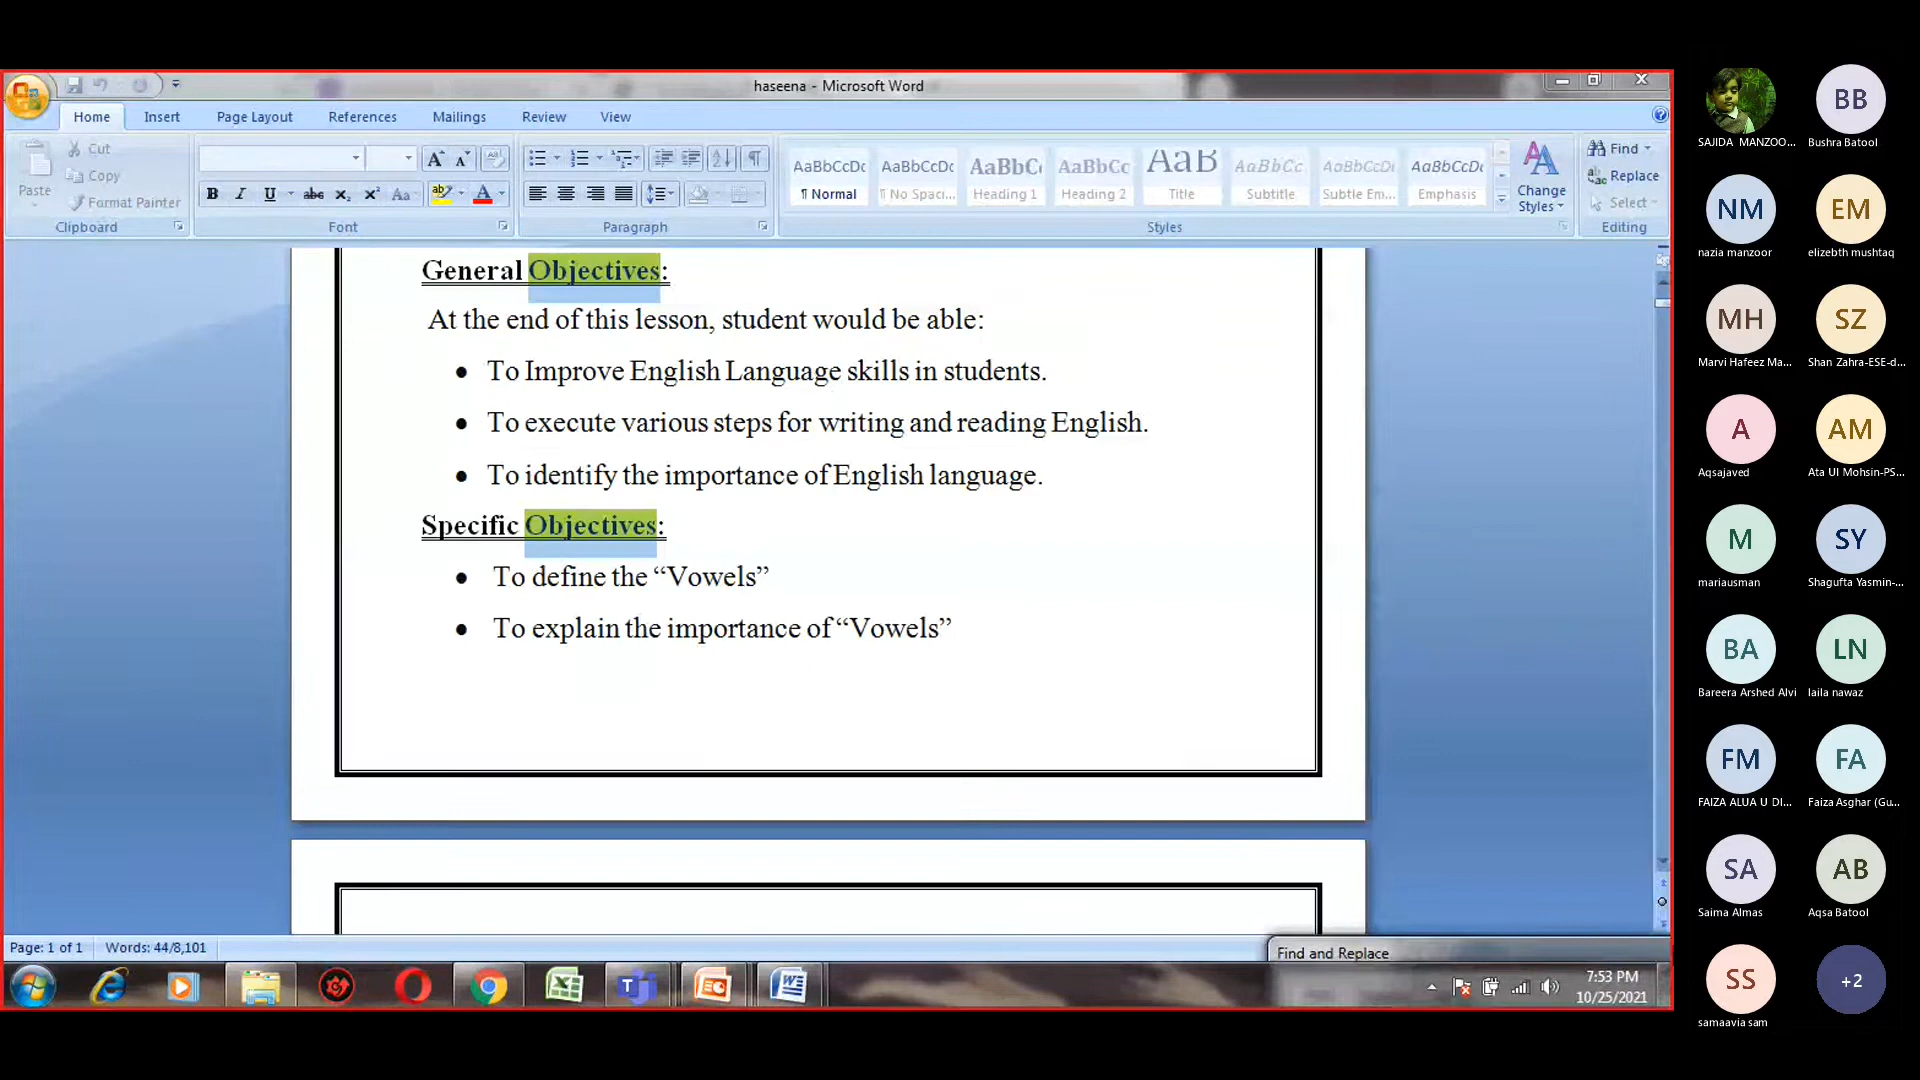 haseena - Microsoft Word
Home Insert Page Layout References Mailings Review View
Paste
Cut
Copy
Format Painter
Clipboard
Font
Paragraph
AaBbCcDc AaBbCcDc AaBbC AaBbCc AaB AaBbCc AaBbCcDi AaBbCcDc
¶ Normal ¶ No Spaci... Heading 1 Heading 2 Title Subtitle Subtle Em... Emphasis
Change Styles
Styles
Find
Replace
Select
Editing
General Objectives:
At the end of this lesson, student would be able:
• To Improve English Language skills in students.
• To execute various steps for writing and reading English.
• To identify the importance of English language.
Specific Objectives:
• To define the “Vowels”
• To explain the importance of “Vowels”
Page: 1 of 1 Words: 44/8,101
Find and Replace
7:53 PM
10/25/2021
SAJIDA MANZOO...
BB
Bushra Batool
NM
nazia manzoor
EM
elizebth mushtaq
MH
Marvi Hafeez Ma...
SZ
Shan Zahra-ESE-d...
A
Aqsajaved
AM
Ata Ul Mohsin-PS...
M
mariausman
SY
Shagufta Yasmin-...
BA
Bareera Arshed Alvi
LN
laila nawaz
FM
FAIZA ALUA U DI...
FA
Faiza Asghar (Gu...
SA
Saima Almas
AB
Aqsa Batool
SS
samaavia sam
+2